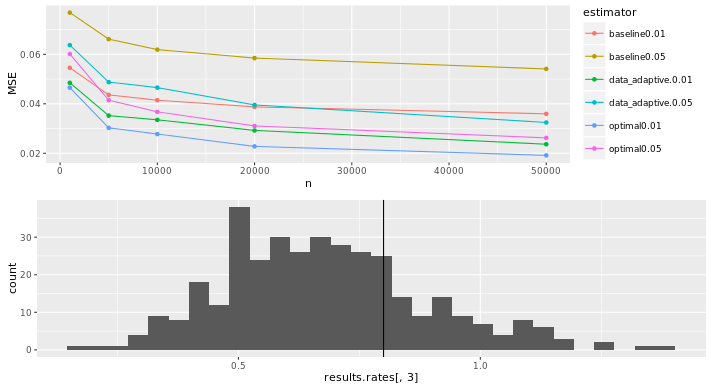 estimator
baseline0.01
baseline0.05
data_adaptive.0.01
data_adaptive.0.05
optimal0.01
optimal0.05
MSE
0.06
0.04
0.02
0 10000 20000 30000 40000 50000
n
count
30
20
10
0
0.5 1.0
results.rates[, 3]